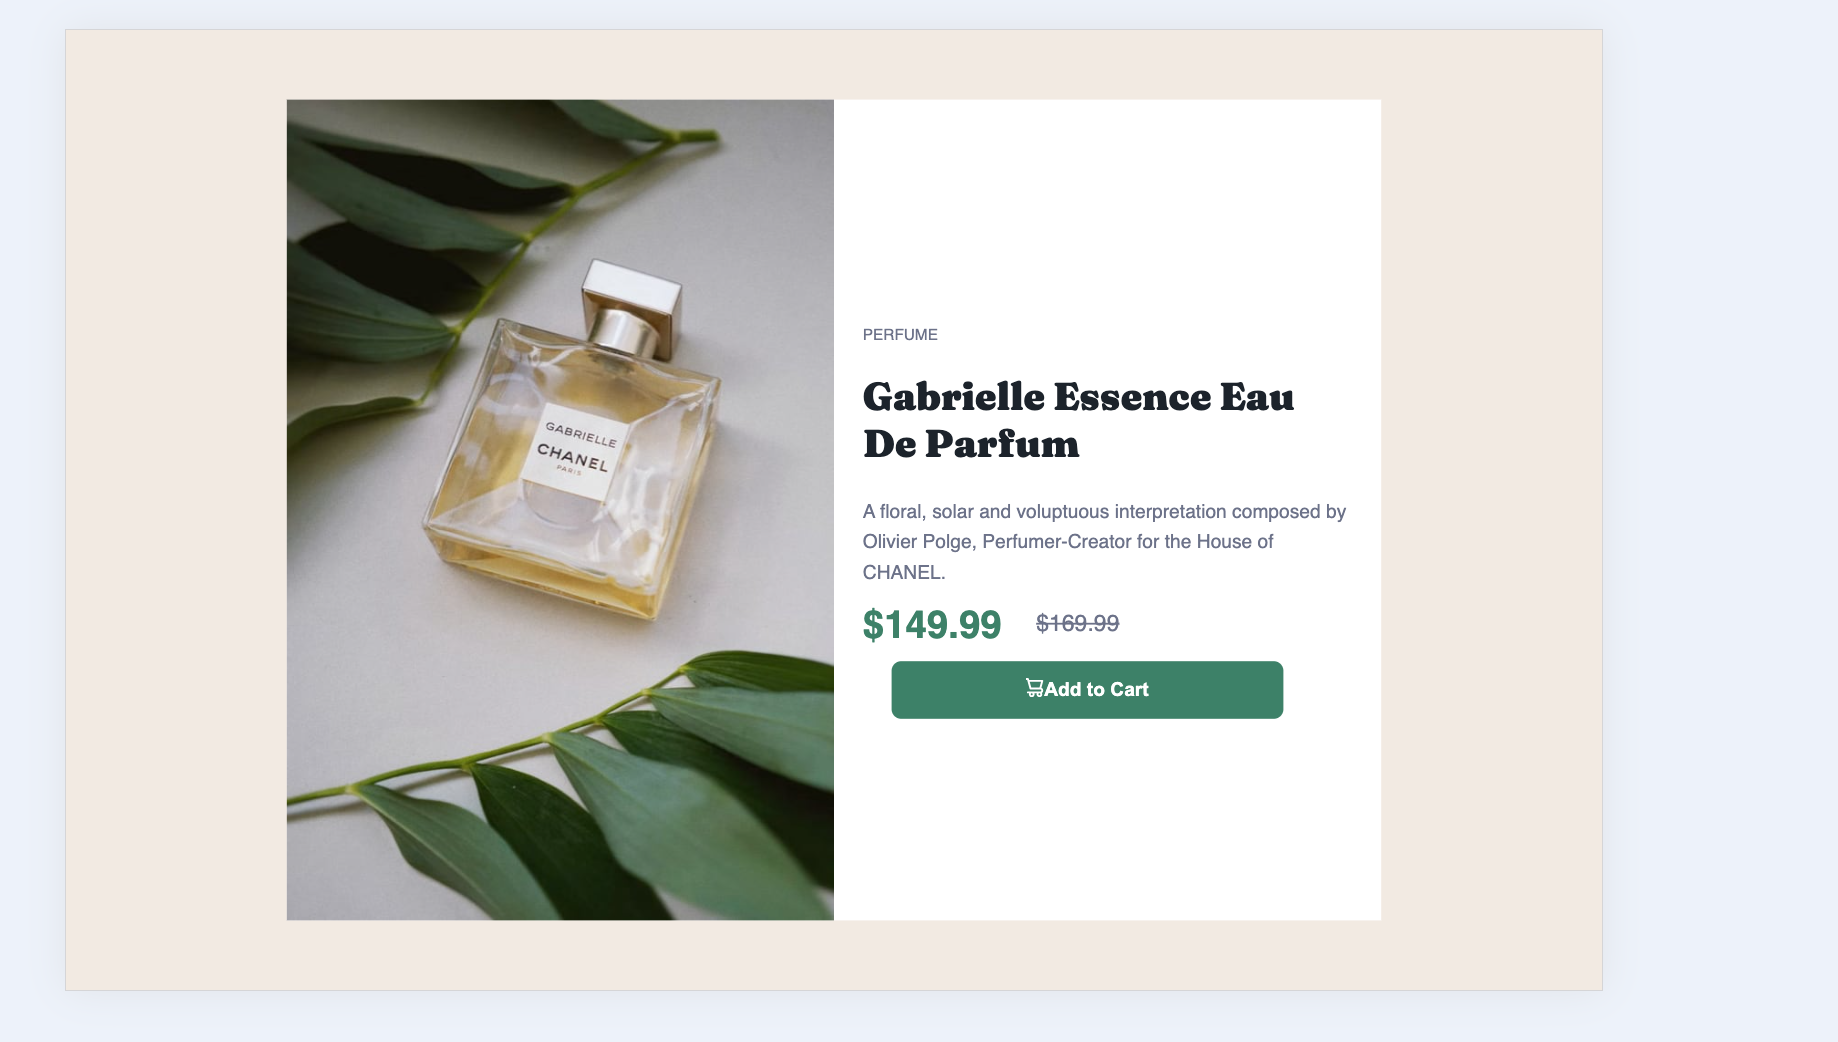 GABRIELLE
CHANEL
PARIS
PERFUME
Gabrielle Essence Eau
De Parfum
A floral, solar and voluptuous interpretation composed by
Olivier Polge, Perfumer-Creator for the House of
CHANEL.
$149.99 $169.99
Add to Cart